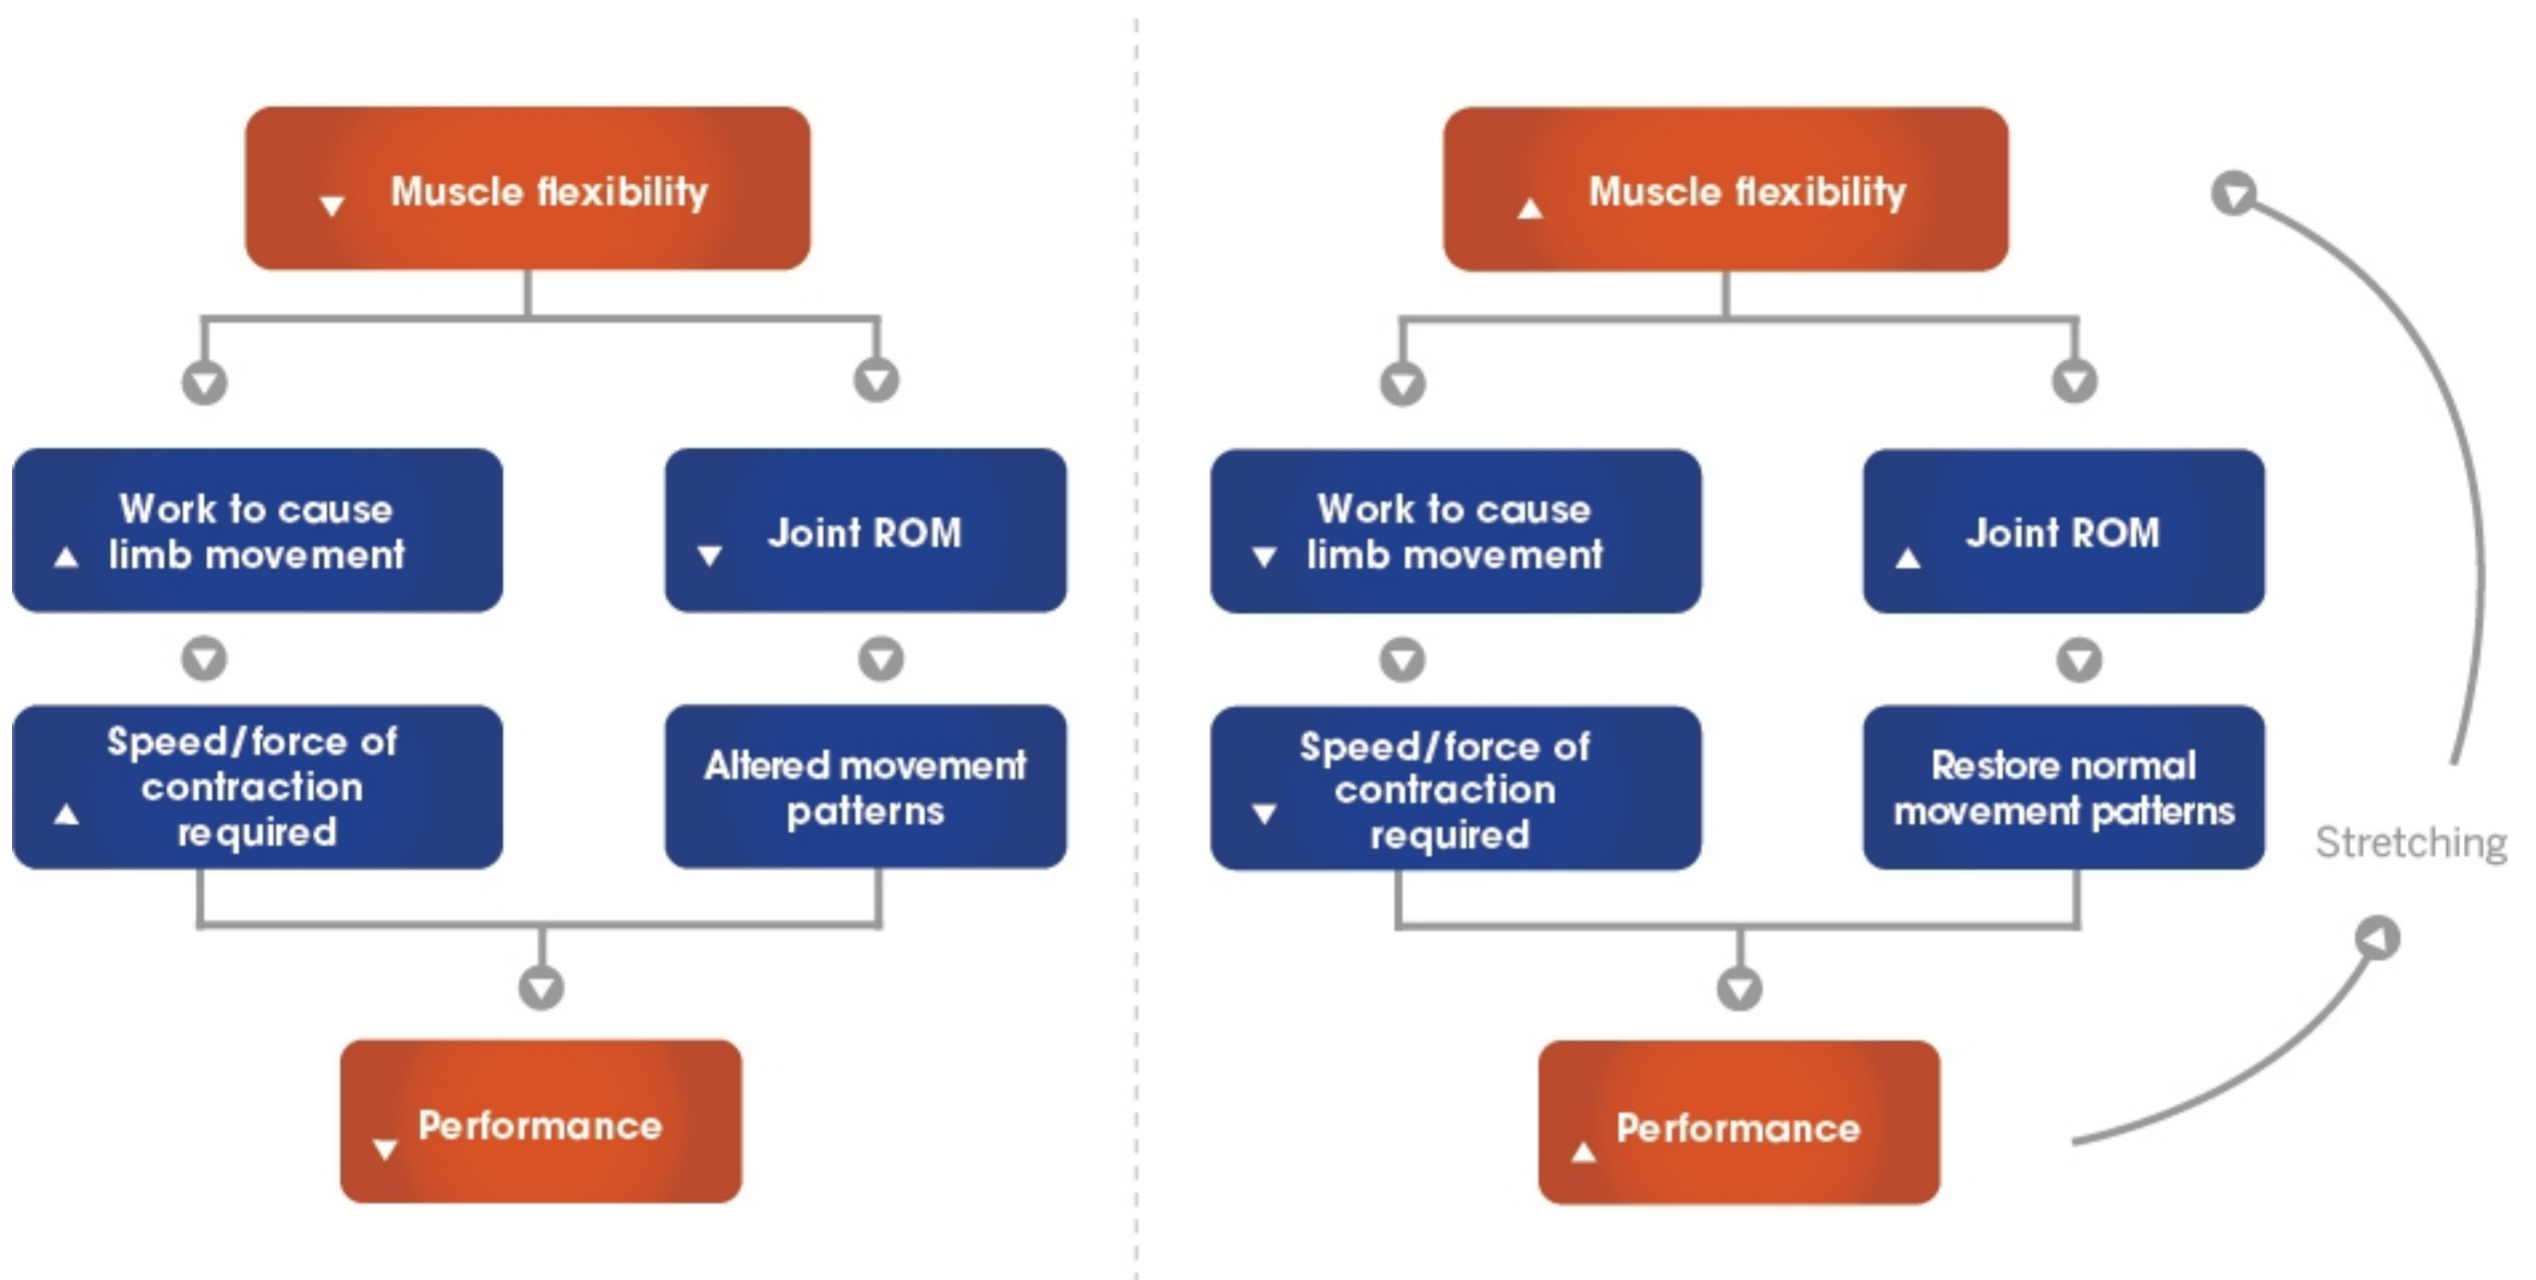 Muscle flexibility
Work to cause
limb movement
Joint ROM
Speed/force of
contraction
required
Altered movement
patterns
Performance
Muscle flexibility
Work to cause
limb movement
Joint ROM
Speed/force of
contraction
required
Restore normal
movement patterns
Stretching
Performance